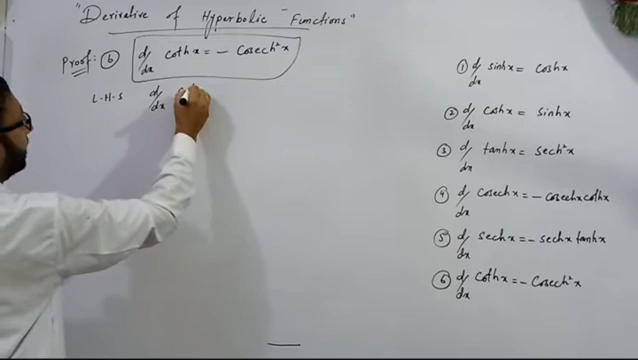 "Derivative of Hyperbolic Functions"
Proof: ⑥ d/dx cothx = - Cosech²x
L-H-S d/dx
① d/dx sinhx = coshx
② d/dx coshx = sinhx
③ d/dx tanhx = sech²x
④ d/dx cosechx = - cosechx cothx
⑤ d/dx sechx = - sechx tanhx
⑥ d/dx cothx = - Cosech²x